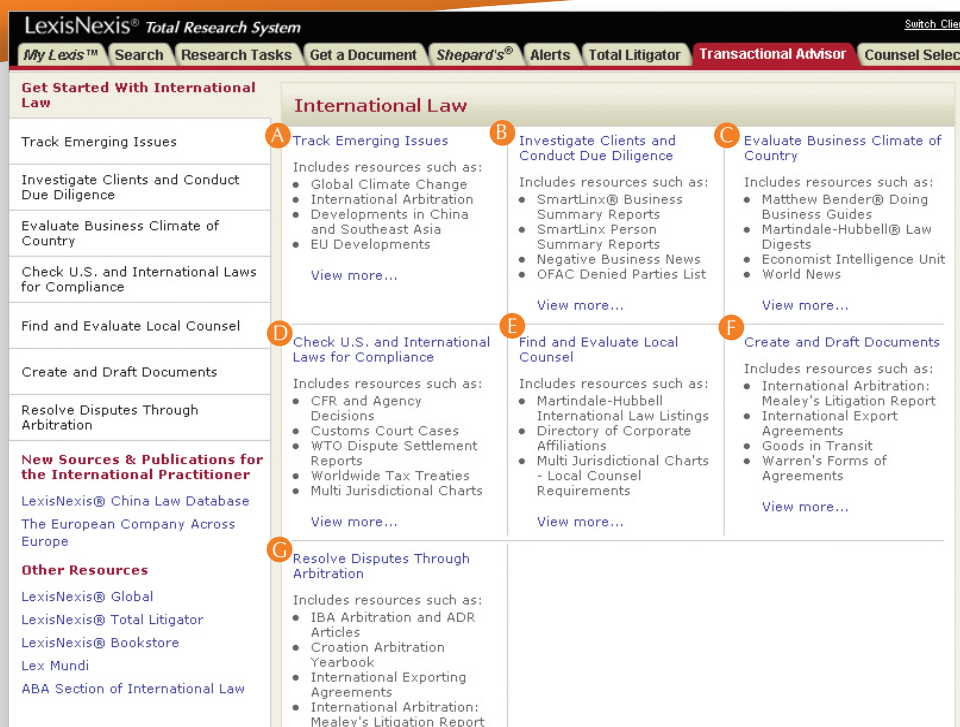 LexisNexis® Total Research System
Switch Clie
My Lexis™ Search Research Tasks Get a Document Shepard's® Alerts Total Litigator Transactional Advisor Counsel Selec
Get Started With International
Law
Track Emerging Issues
Investigate Clients and Conduct
Due Diligence
Evaluate Business Climate of
Country
Check U.S. and International Laws
for Compliance
Find and Evaluate Local Counsel
Create and Draft Documents
Resolve Disputes Through
Arbitration
New Sources & Publications for
the International Practitioner
LexisNexis® China Law Database
The European Company Across
Europe
Other Resources
LexisNexis® Global
LexisNexis® Total Litigator
LexisNexis® Bookstore
Lex Mundi
ABA Section of International Law
International Law
A
Track Emerging Issues
Includes resources such as:
• Global Climate Change
• International Arbitration
• Developments in China
and Southeast Asia
• EU Developments
View more...
B
Investigate Clients and
Conduct Due Diligence
Includes resources such as:
• SmartLinx® Business
Summary Reports
• SmartLinx Person
Summary Reports
• Negative Business News
• OFAC Denied Parties List
View more...
C
Evaluate Business Climate of
Country
Includes resources such as:
• Matthew Bender® Doing
Business Guides
• Martindale-Hubbell® Law
Digests
• Economist Intelligence Unit
• World News
View more...
D
Check U.S. and International
Laws for Compliance
Includes resources such as:
• CFR and Agency
Decisions
• Customs Court Cases
• WTO Dispute Settlement
Reports
• Worldwide Tax Treaties
• Multi Jurisdictional Charts
View more...
E
Find and Evaluate Local
Counsel
Includes resources such as:
• Martindale-Hubbell
International Law Listings
• Directory of Corporate
Affiliations
• Multi Jurisdictional Charts
- Local Counsel
Requirements
View more...
F
Create and Draft Documents
Includes resources such as:
• International Arbitration:
Mealey's Litigation Report
• International Export
Agreements
• Goods in Transit
• Warren's Forms of
Agreements
View more...
G
Resolve Disputes Through
Arbitration
Includes resources such as:
• IBA Arbitration and ADR
Articles
• Croation Arbitration
Yearbook
• International Exporting
Agreements
• International Arbitration:
Mealey's Litigation Report